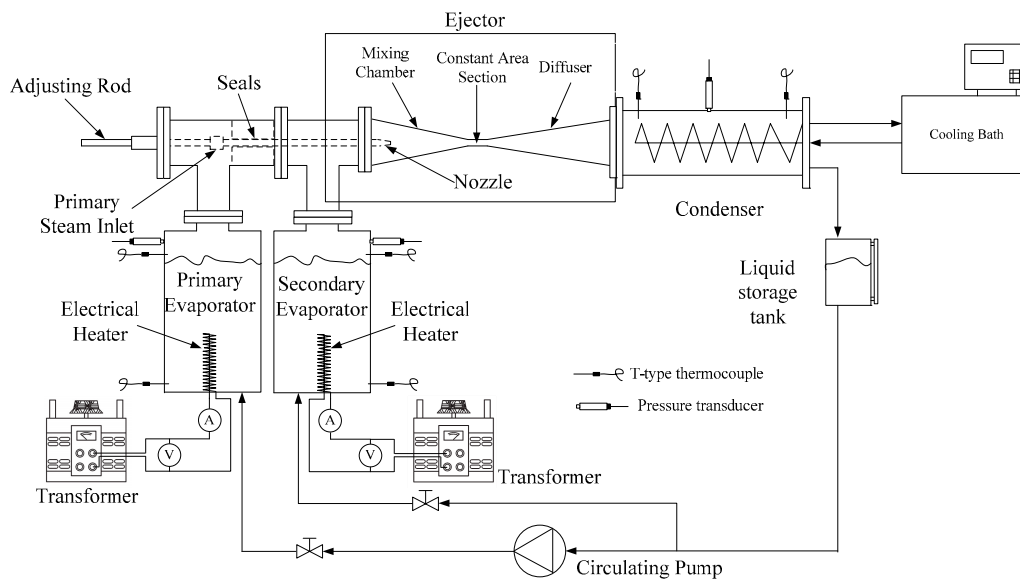 Ejector
Mixing
Chamber
Constant Area
Section
Diffuser
Adjusting Rod
Seals
Cooling Bath
Nozzle
Primary
Steam Inlet
Condenser
Primary
Evaporator
Secondary
Evaporator
Liquid
storage
tank
Electrical
Heater
Electrical
Heater
T-type thermocouple
Pressure transducer
A
A
V
V
Transformer
Transformer
Circulating Pump